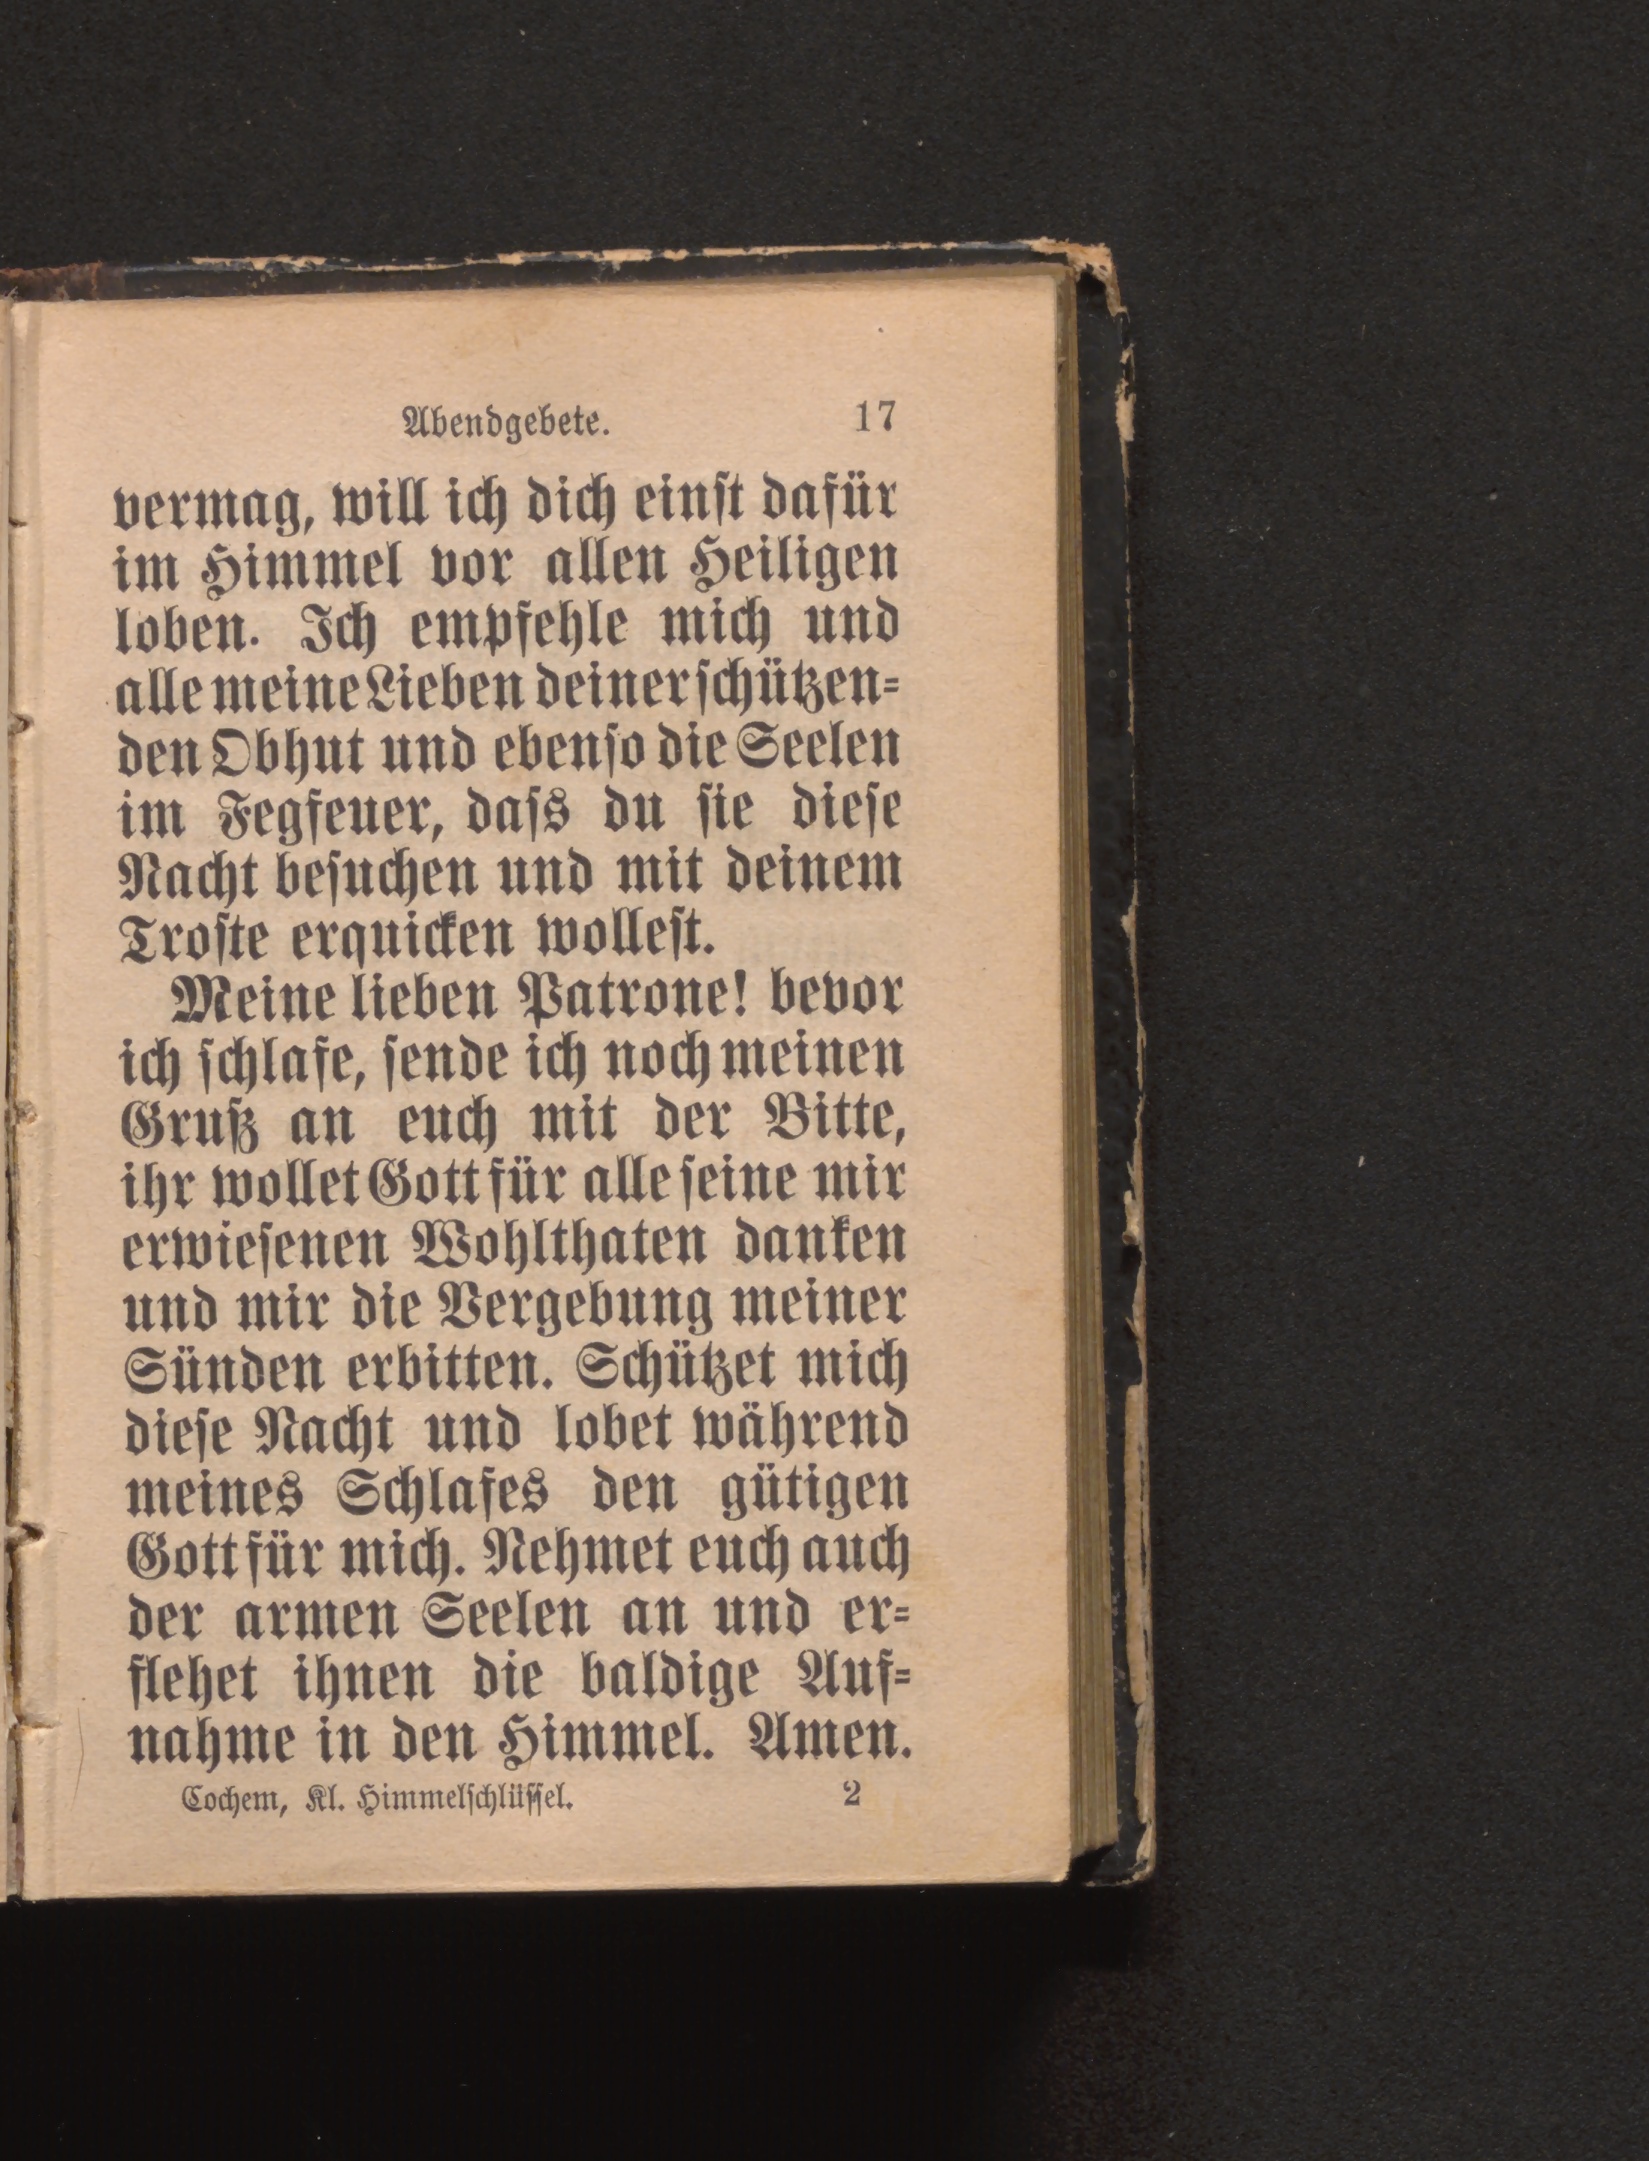 Abendgebete. 17
vermag, will ich dich einſt dafür
im Himmel vor allen Heiligen
loben. Ich empfehle mich und
alle meine Lieben deiner ſchützen-
den Obhut und ebenſo die Seelen
im Fegfeuer, daſs du ſie dieſe
Nacht beſuchen und mit deinem
Troſte erquicken wolleſt.
Meine lieben Patrone! bevor
ich ſchlafe, ſende ich noch meinen
Gruß an euch mit der Bitte,
ihr wollet Gott für alle ſeine mir
erwieſenen Wohlthaten danken
und mir die Vergebung meiner
Sünden erbitten. Schützet mich
dieſe Nacht und lobet während
meines Schlafes den gütigen
Gott für mich. Nehmet euch auch
der armen Seelen an und er-
flehet ihnen die baldige Auf-
nahme in den Himmel. Amen.
Cochem, Kl. Himmelſchlüſſel. 2